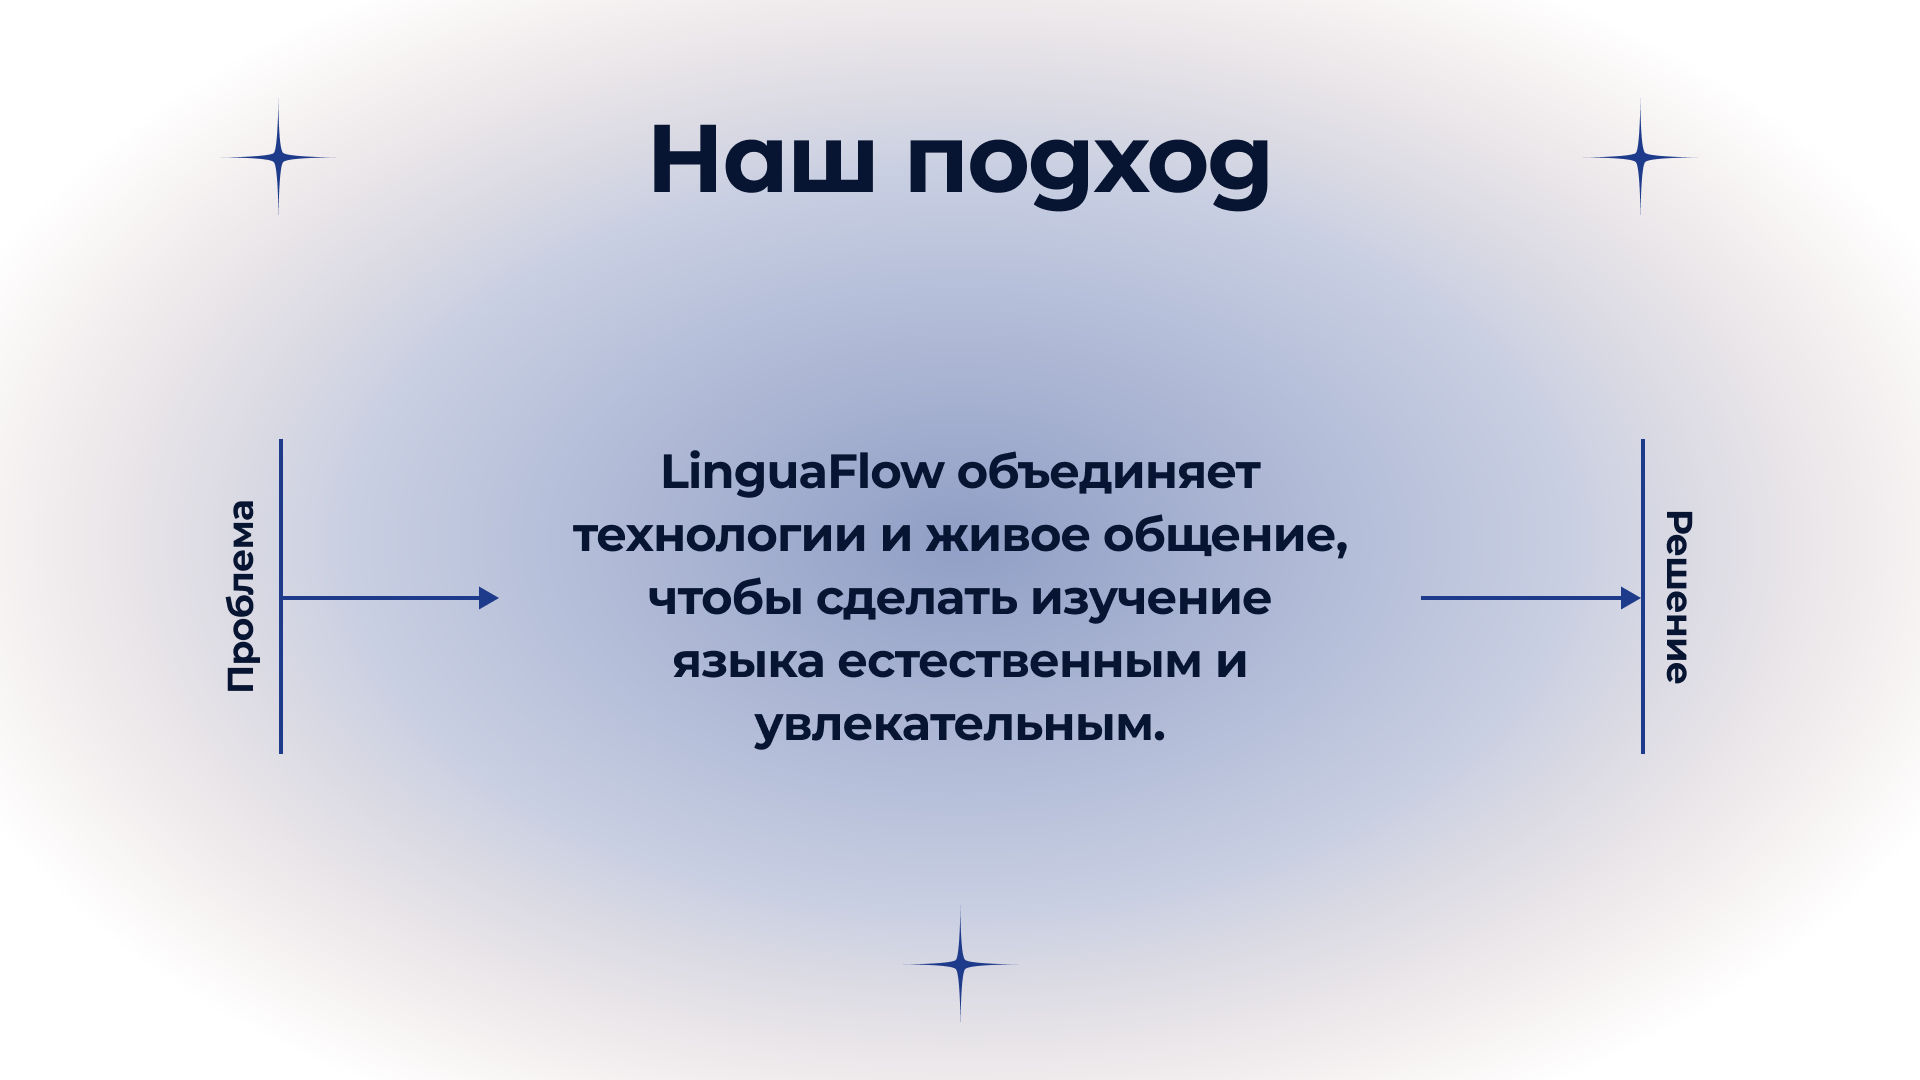 Наш подход
Проблема
LinguaFlow объединяет
технологии и живое общение,
чтобы сделать изучение
языка естественным и
увлекательным.
Решение